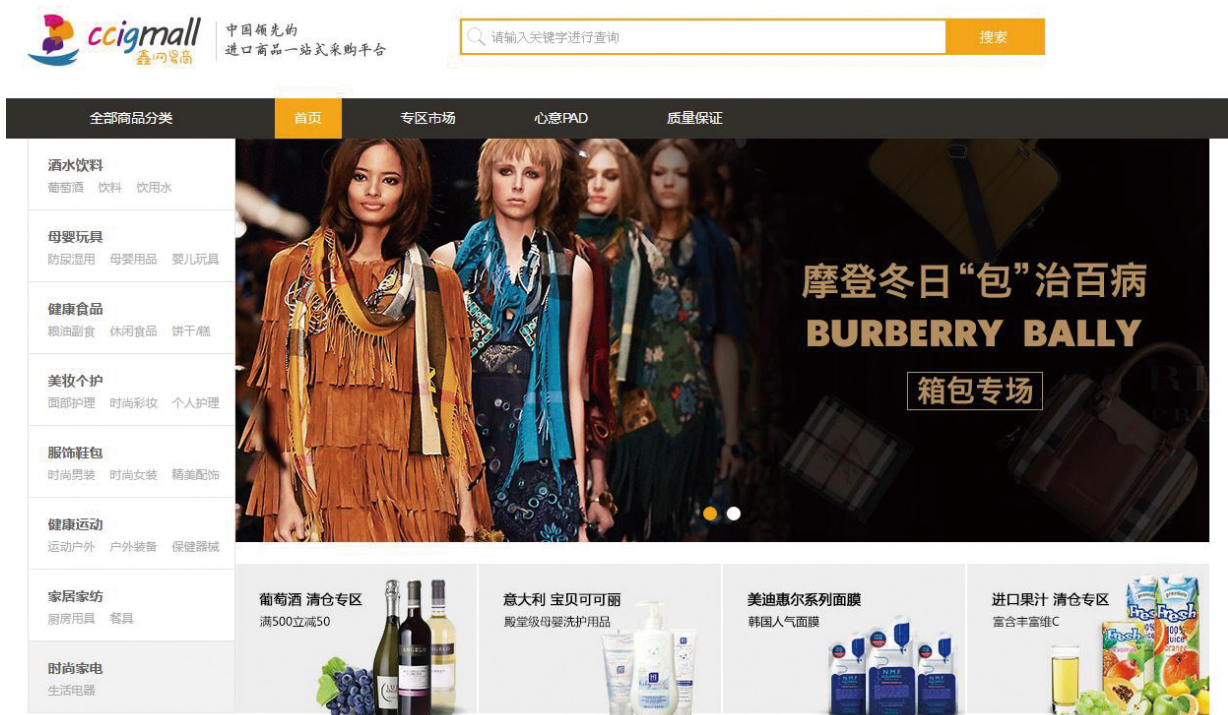 ccigmall
鑫网易商
中国领先的
进口商品一站式采购平台
请输入关键字进行查询
搜索
全部商品分类
首页
专区市场
心意PAD
质量保证
酒水饮料
葡萄酒 饮料 饮用水
母婴玩具
防尿湿用 母婴用品 婴儿玩具
健康食品
粮油副食 休闲食品 饼干/糕
美妆个护
面部护理 时尚彩妆 个人护理
服饰鞋包
时尚男装 时尚女装 精美配饰
健康运动
运动户外 户外装备 保健器械
家居家纺
厨房用具 餐具
时尚家电
生活电器
摩登冬日“包”治百病
BURBERRY BALLY
箱包专场
葡萄酒 清仓专区
满500立减50
ANGELO
意大利 宝贝可可丽
殿堂级母婴洗护用品
美迪惠尔系列面膜
韩国人气面膜
NMF
进口果汁 清仓专区
富含丰富维C
100%
juice
orange